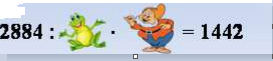 2884 : · = 1442